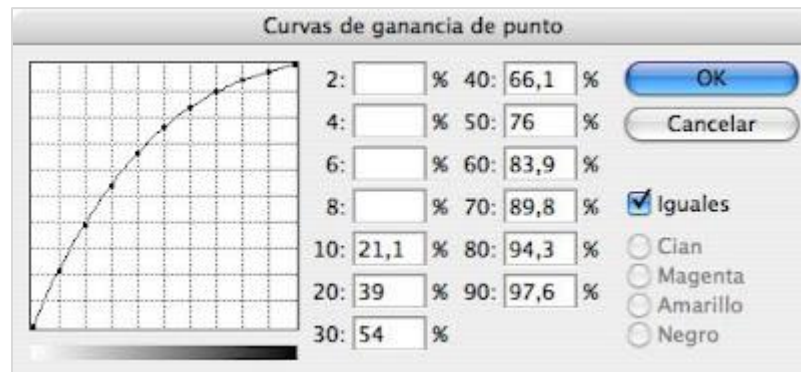 Curvas de ganancia de punto
2: % 40: 66,1 % OK
4: % 50: 76 % Cancelar
6: % 60: 83,9 %
8: % 70: 89,8 % Iguales
10: 21,1 % 80: 94,3 % Cian
20: 39 % 90: 97,6 % Magenta
Amarillo
30: 54 % Negro